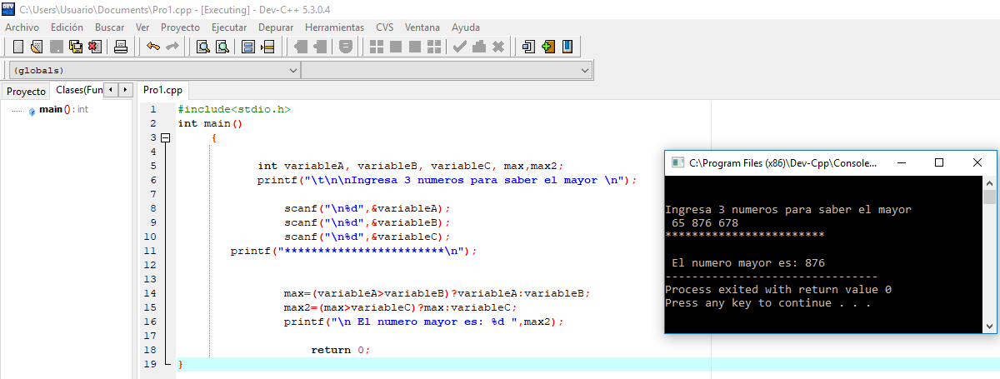 C:\Users\Usuario\Documents\Pro1.cpp - [Executing] - Dev-C++ 5.3.0.4
Archivo Edición Buscar Ver Proyecto Ejecutar Depurar Herramientas CVS Ventana Ayuda
(globals)
Proyecto Clases(Fun
main () : int
Pro1.cpp
1 #include<stdio.h>
2 int main()
3 {
4
5 int variableA, variableB, variableC, max,max2;
6 printf("\t\n\nIngresa 3 numeros para saber el mayor \n");
7
8 scanf("\n%d",&variableA);
9 scanf("\n%d",&variableB);
10 scanf("\n%d",&variableC);
11 printf("************************\n");
12
13
14 max=(variableA>variableB)?variableA:variableB;
15 max2=(max>variableC)?max:variableC;
16 printf("\n El numero mayor es: %d ",max2);
17
18 return 0;
19 }
C:\Program Files (x86)\Dev-Cpp\Console...
Ingresa 3 numeros para saber el mayor
65 876 678
************************
El numero mayor es: 876
--------------------------------
Process exited with return value 0
Press any key to continue . . .